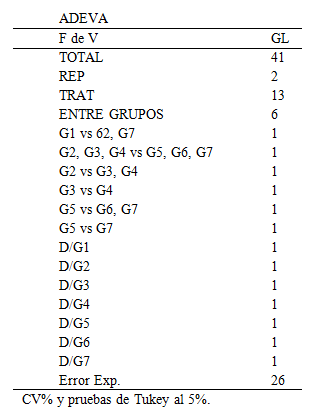 ADEVA
F de V GL
TOTAL 41
REP 2
TRAT 13
ENTRE GRUPOS 6
G1 vs 62, G7 1
G2, G3, G4 vs G5, G6, G7 1
G2 vs G3, G4 1
G3 vs G4 1
G5 vs G6, G7 1
G5 vs G7 1
D/G1 1
D/G2 1
D/G3 1
D/G4 1
D/G5 1
D/G6 1
D/G7 1
Error Exp. 26
CV% y pruebas de Tukey al 5%.